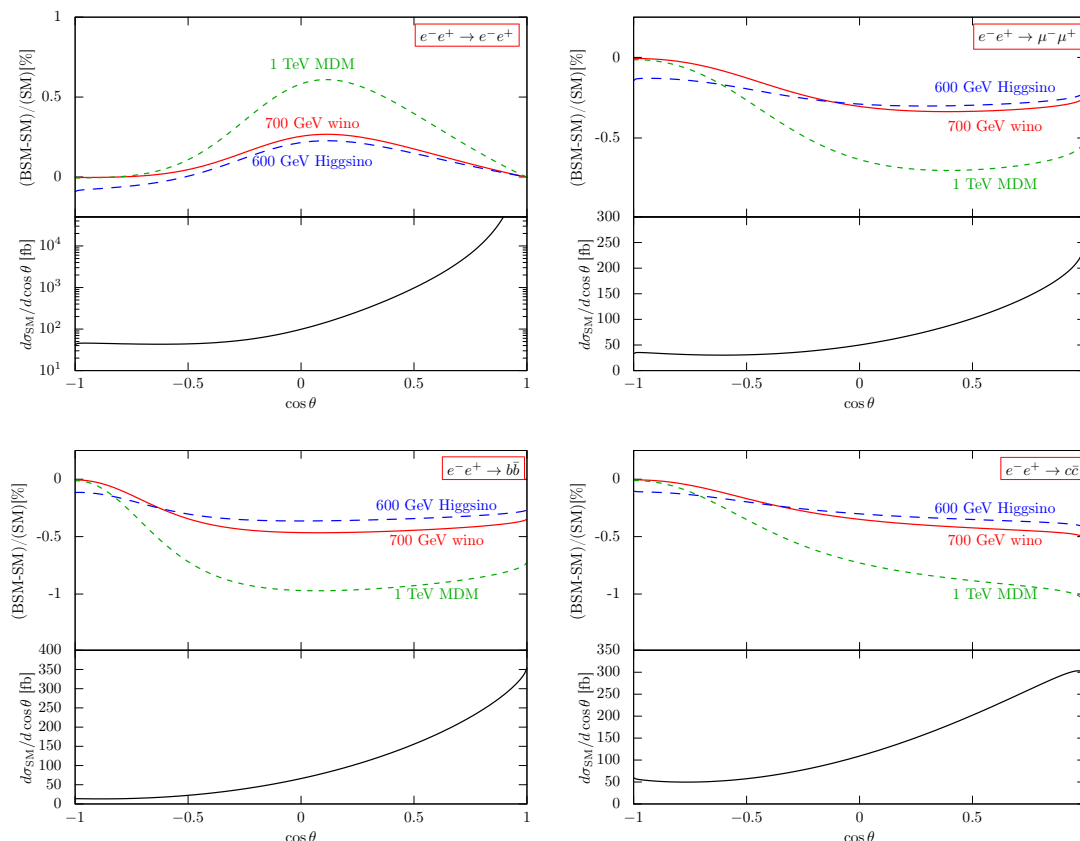 e⁻e⁺ → e⁻e⁺
(BSM-SM)/(SM)[%]
1
0.5
0
1 TeV MDM
700 GeV wino
600 GeV Higgsino
dσ_SM/d cos θ [fb]
10⁴
10³
10²
10¹
−1
−0.5
0
0.5
1
cos θ
e⁻e⁺ → μ⁻μ⁺
(BSM-SM)/(SM)[%]
0
-0.5
600 GeV Higgsino
700 GeV wino
1 TeV MDM
dσ_SM/d cos θ [fb]
300
250
200
150
100
50
0
−1
−0.5
0
0.5
cos θ
e⁻e⁺ → bb̄
(BSM-SM)/(SM)[%]
0
-0.5
-1
600 GeV Higgsino
700 GeV wino
1 TeV MDM
dσ_SM/d cos θ [fb]
400
350
300
250
200
150
100
50
0
−1
−0.5
0
0.5
1
cos θ
e⁻e⁺ → cc̄
(BSM-SM)/(SM)[%]
0
-0.5
-1
600 GeV Higgsino
700 GeV wino
1 TeV MDM
dσ_SM/d cos θ [fb]
350
300
250
200
150
100
50
0
−1
−0.5
0
0.5
cos θ